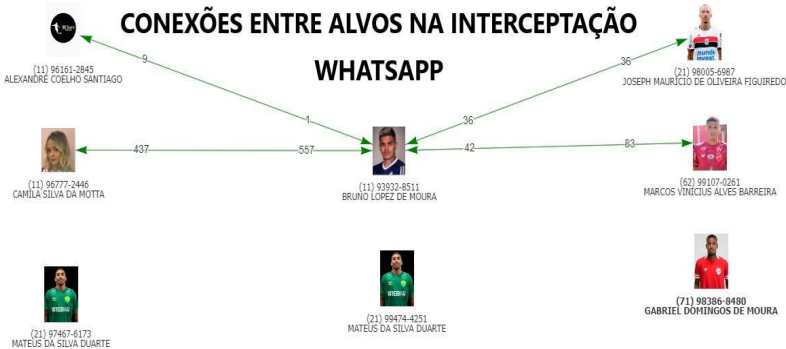 CONEXÕES ENTRE ALVOS NA INTERCEPTAÇÃO
WHATSAPP
(11) 96161-2845
ALEXANDRE COELHO SANTIAGO
9
1
36
36
(21) 98005-6987
JOSEPH MAURICIO DE OLIVEIRA FIGUIREDO
(11) 96777-2446
CAMILA SILVA DA MOTTA
437
557
(11) 93932-8511
BRUNO LOPEZ DE MOURA
42
83
(62) 99107-0261
MARCOS VINICIUS ALVES BARREIRA
(21) 97467-6173
MATEUS DA SILVA DUARTE
(21) 99474-4251
MATEUS DA SILVA DUARTE
(71) 98386-8480
GABRIEL DOMINGOS DE MOURA